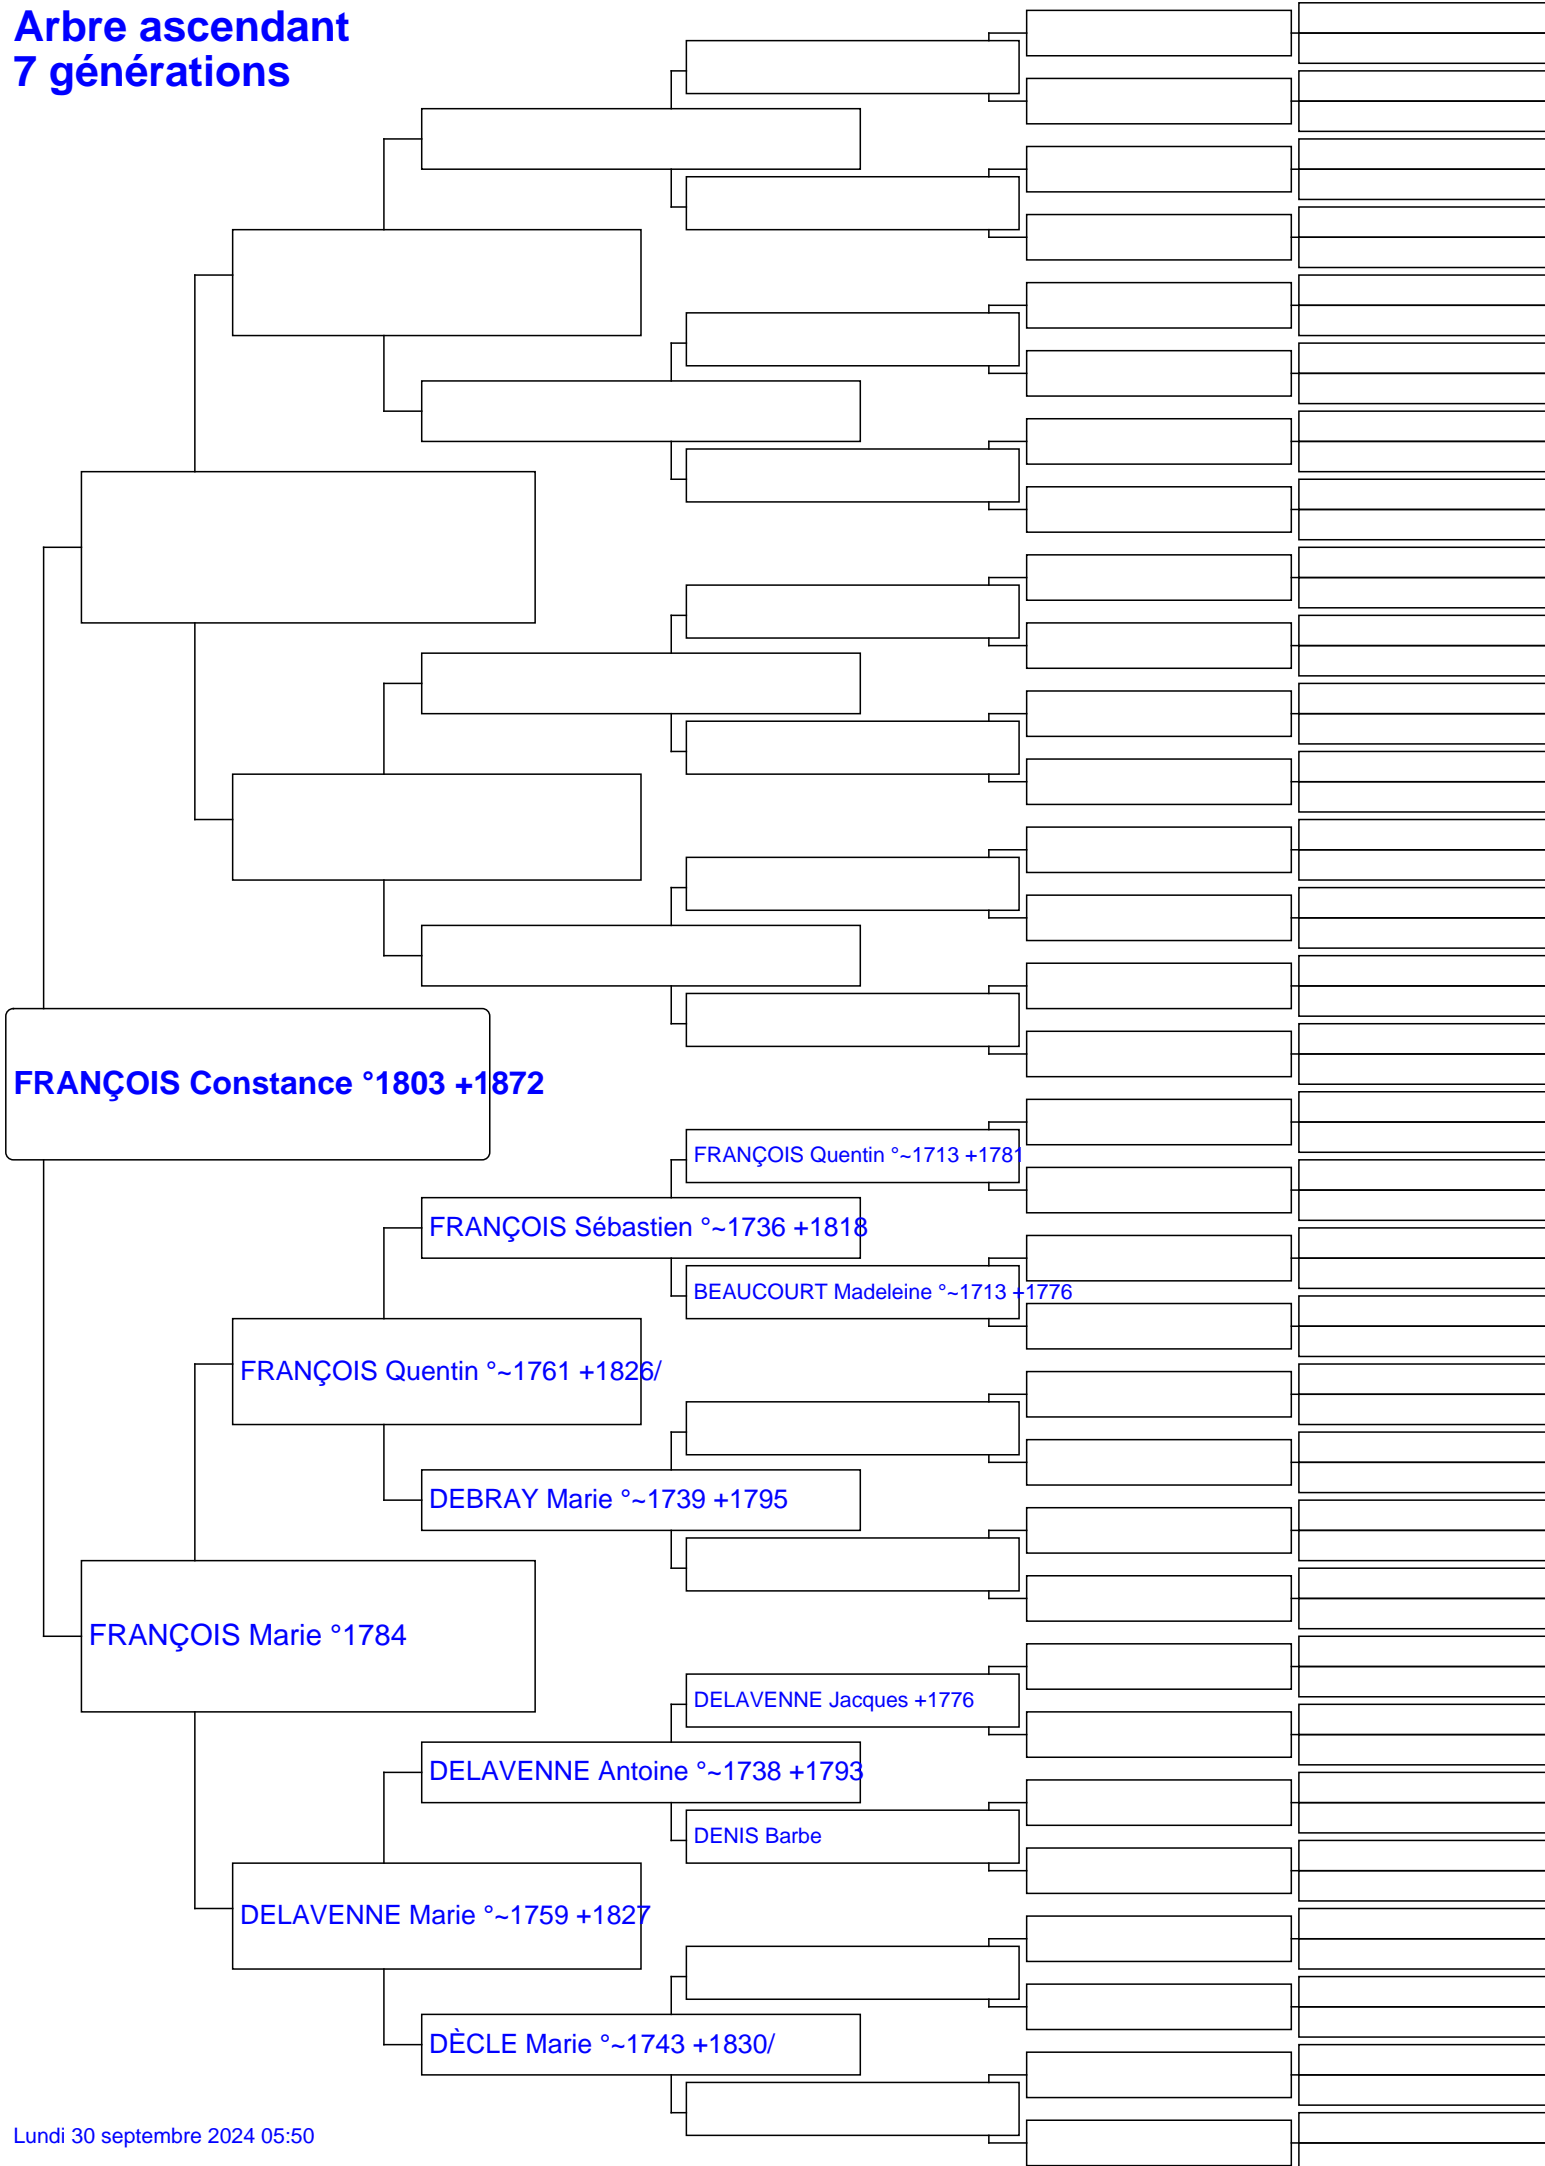 Arbre ascendant
7 générations
FRANÇOIS Constance °1803 +1872
FRANÇOIS Quentin °~1713 +1781
FRANÇOIS Sébastien °~1736 +1818
BEAUCOURT Madeleine °~1713 +1776
FRANÇOIS Quentin °~1761 +1826/
DEBRAY Marie °~1739 +1795
FRANÇOIS Marie °1784
DELAVENNE Jacques +1776
DELAVENNE Antoine °~1738 +1793
DENIS Barbe
DELAVENNE Marie °~1759 +1827
DÈCLE Marie °~1743 +1830/
Lundi 30 septembre 2024 05:50